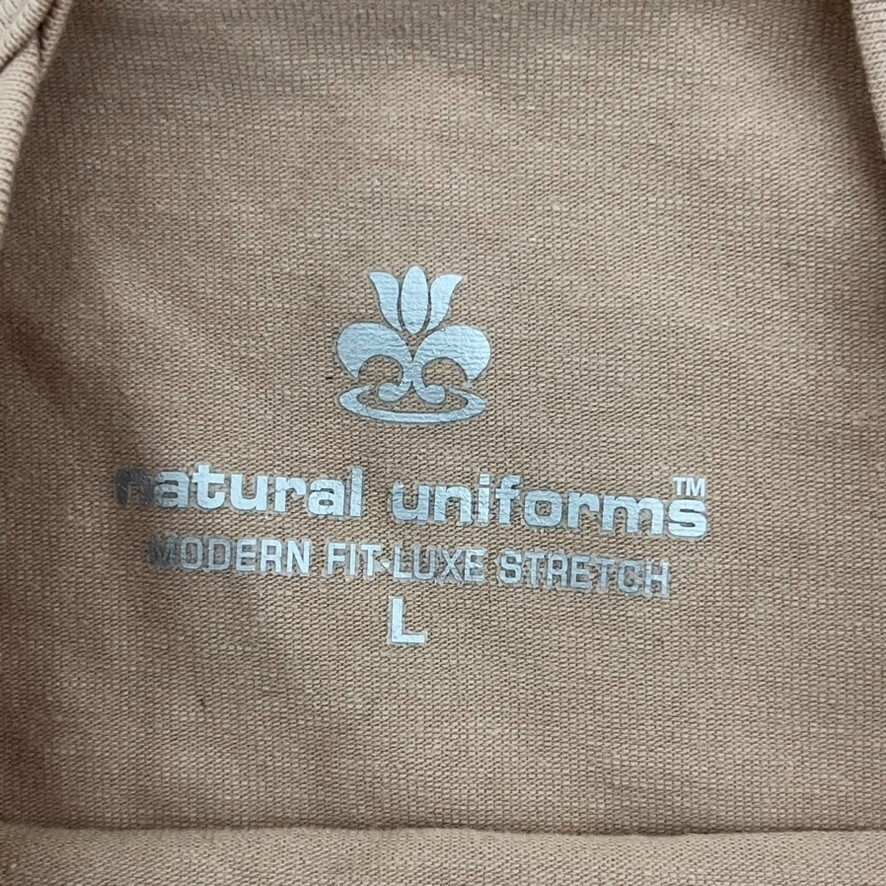 natural uniforms™
MODERN FIT-LUXE STRETCH
L